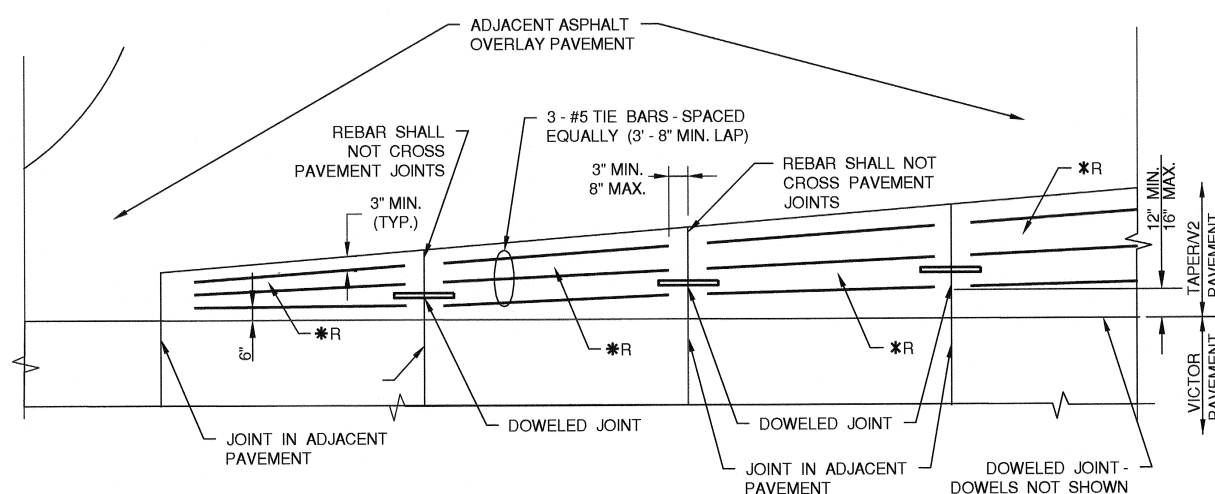 ADJACENT ASPHALT
OVERLAY PAVEMENT
REBAR SHALL
NOT CROSS
PAVEMENT JOINTS
3 - #5 TIE BARS - SPACED
EQUALLY (3' - 8" MIN. LAP)
3" MIN.
8" MAX.
REBAR SHALL NOT
CROSS PAVEMENT
JOINTS
3" MIN.
(TYP.)
✱R
12" MIN.
16" MAX.
TAPER/V2
PAVEMENT
6"
✱R
✱R
✱R
VICTOR
PAVEMENT
JOINT IN ADJACENT
PAVEMENT
DOWELED JOINT
DOWELED JOINT
JOINT IN ADJACENT
PAVEMENT
DOWELED JOINT -
DOWELS NOT SHOWN